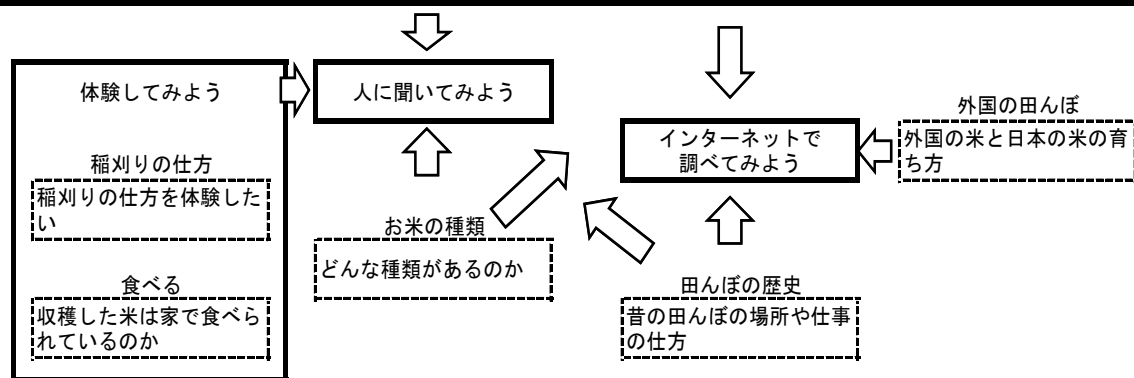 体験してみよう
稲刈りの仕方
稲刈りの仕方を体験した
い
食べる
収穫した米は家で食べら
れているのか
人に聞いてみよう
お米の種類
どんな種類があるのか
インターネットで
調べてみよう
田んぼの歴史
昔の田んぼの場所や仕事
の仕方
外国の田んぼ
外国の米と日本の米の育
ち方